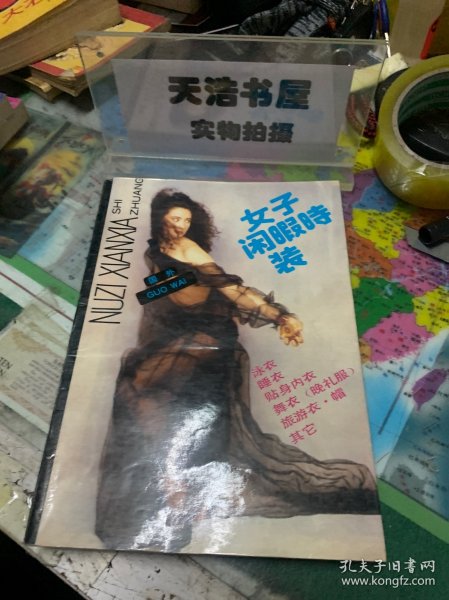 天浩书屋
实物拍摄
NUZI XIANXIA SHI ZHUANG
女子
闲暇時
装
国外
GUO WAI
泳衣
睡衣
贴身内衣
舞衣(晚礼服)
旅游衣·帽
其它
孔夫子旧书网
www.kongfz.com